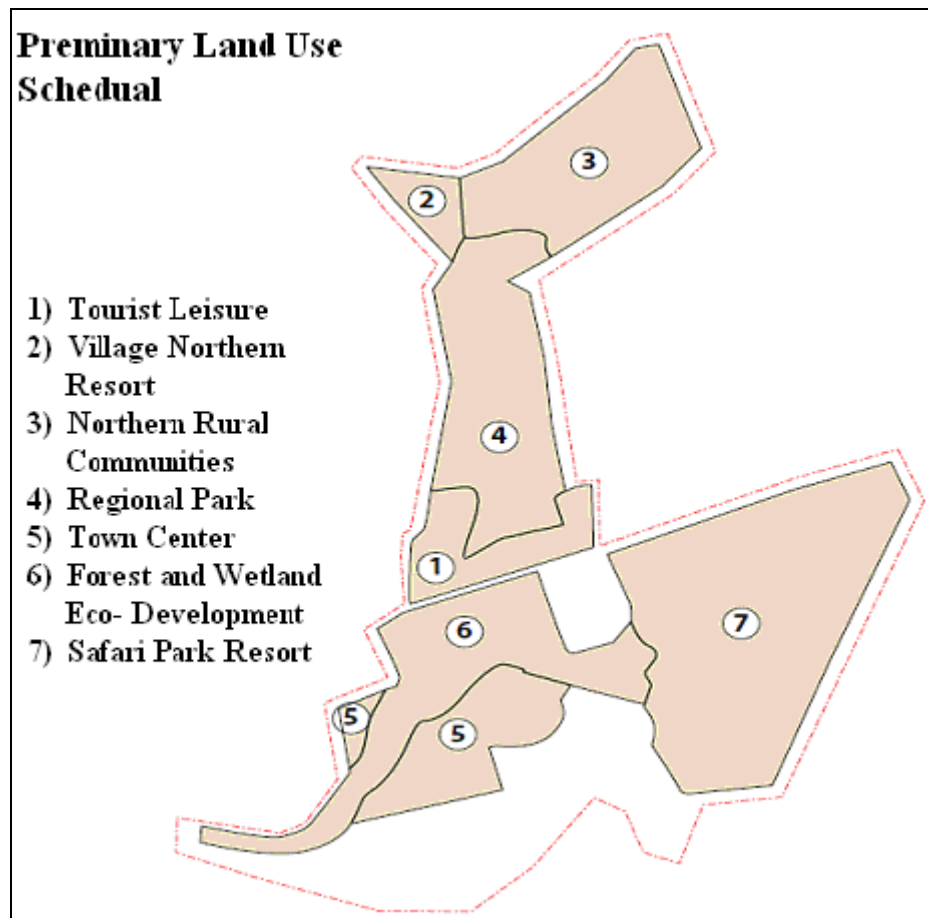 Preminary Land Use
Schedual
3
2
1) Tourist Leisure
2) Village Northern
Resort
3) Northern Rural
Communities
4) Regional Park
5) Town Center
6) Forest and Wetland
Eco- Development
7) Safari Park Resort
4
1
6
7
5
5